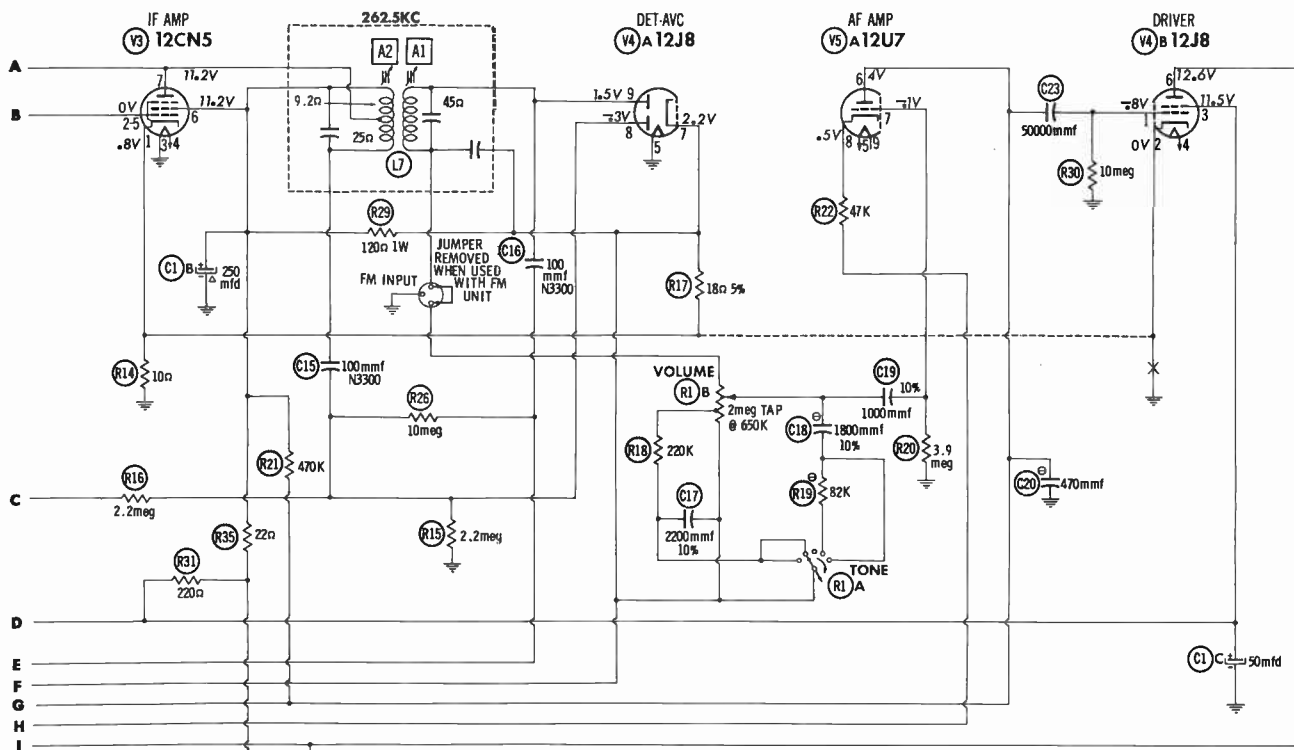 IF AMP
V3 12CN5
262.5KC
DET-AVC
V4 A 12J8
AF AMP
V5 A 12U7
DRIVER
V4 B 12J8
A
B
C
D
E
F
G
H
I
7
11.2V
0V
11.2V
2-5
6
.8V
1
3
4
A2
A1
9.2Ω
45Ω
25Ω
L7
1.5V
9
-.3V
8
5
7
2.2V
6
4V
-.1V
7
.5V
8
5
9
C23
50000mmf
6
12.6V
-.8V
11.5V
1
3
0V
2
4
R30
10meg
R29
120Ω 1W
C1 B
250
mfd
FM INPUT
JUMPER
REMOVED
WHEN USED
WITH FM
UNIT
C16
100
mmf
N3300
R17
18Ω 5%
R22
47K
R14
10Ω
C15
100mmf
N3300
R26
10meg
VOLUME
R1 B
2meg TAP
@ 650K
C19
10%
1000mmf
C18
1800mmf
10%
R20
3.9
meg
R18
220K
R19
82K
C17
2200mmf
10%
TONE
R1 A
C20
470mmf
R16
2.2meg
R21
470K
R35
22Ω
R15
2.2meg
R31
220Ω
C1 C
50mfd